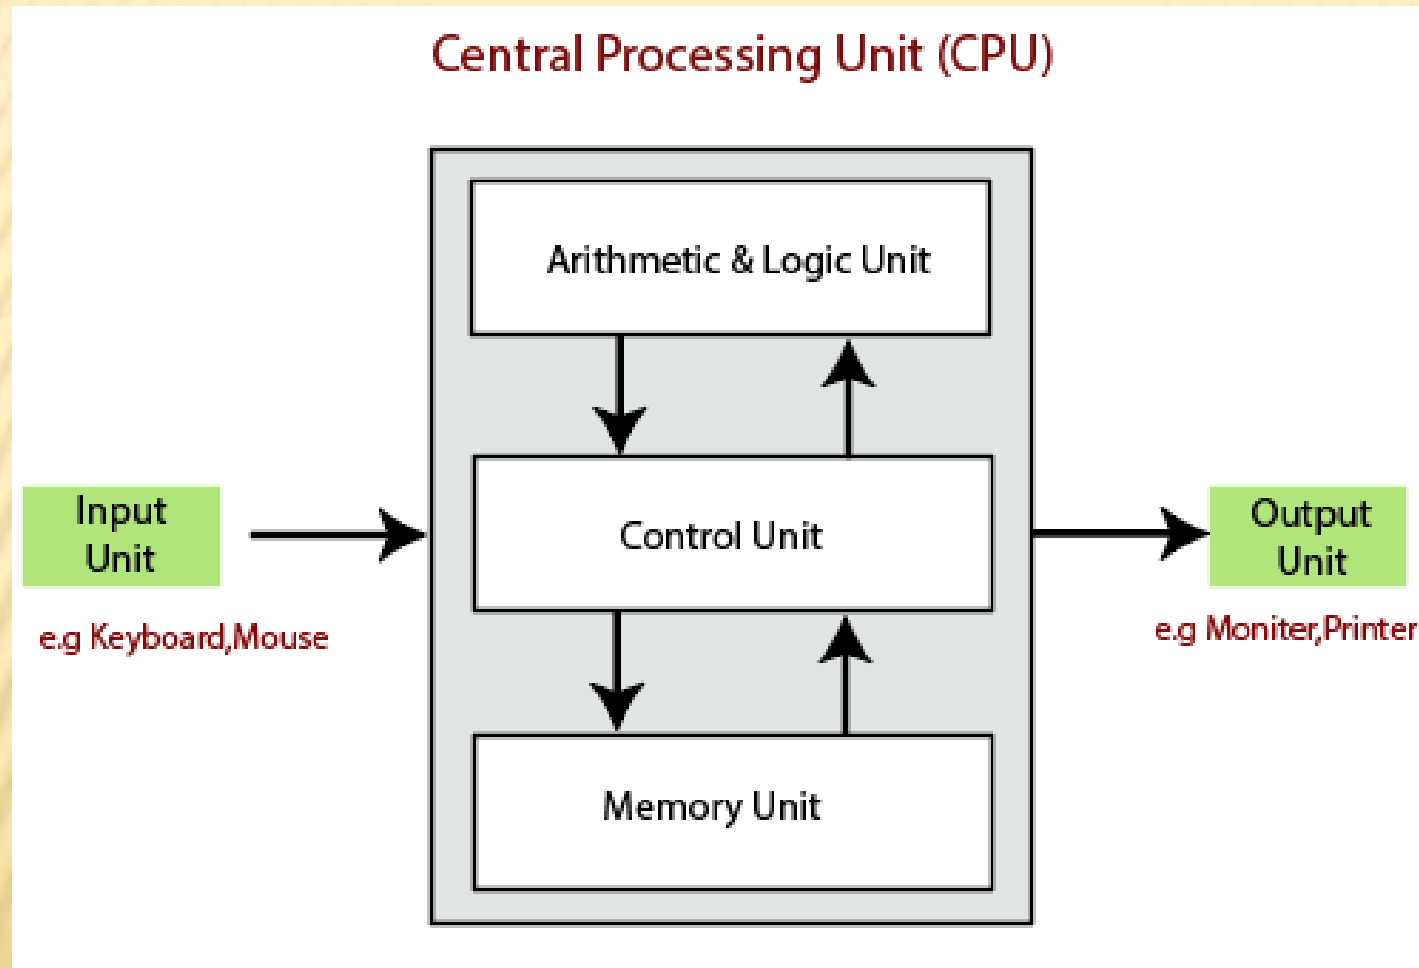 Central Processing Unit (CPU)
Arithmetic & Logic Unit
Control Unit
Memory Unit
Input
Unit
e.g Keyboard,Mouse
Output
Unit
e.g Moniter,Printer